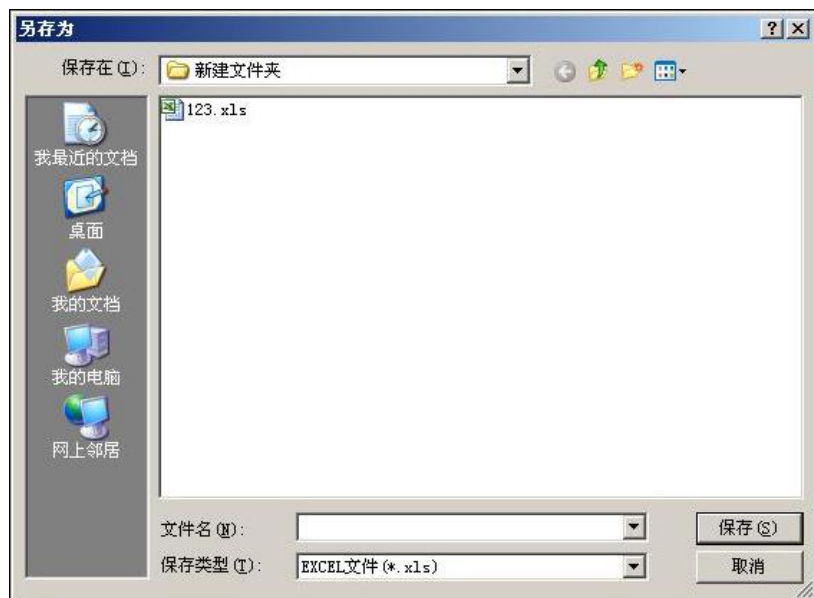 另存为
保存在(I):
新建文件夹
123.xls
我最近的文档
桌面
我的文档
我的电脑
网上邻居
文件名(N):
保存(S)
保存类型(T):
EXCEL文件(*.xls)
取消